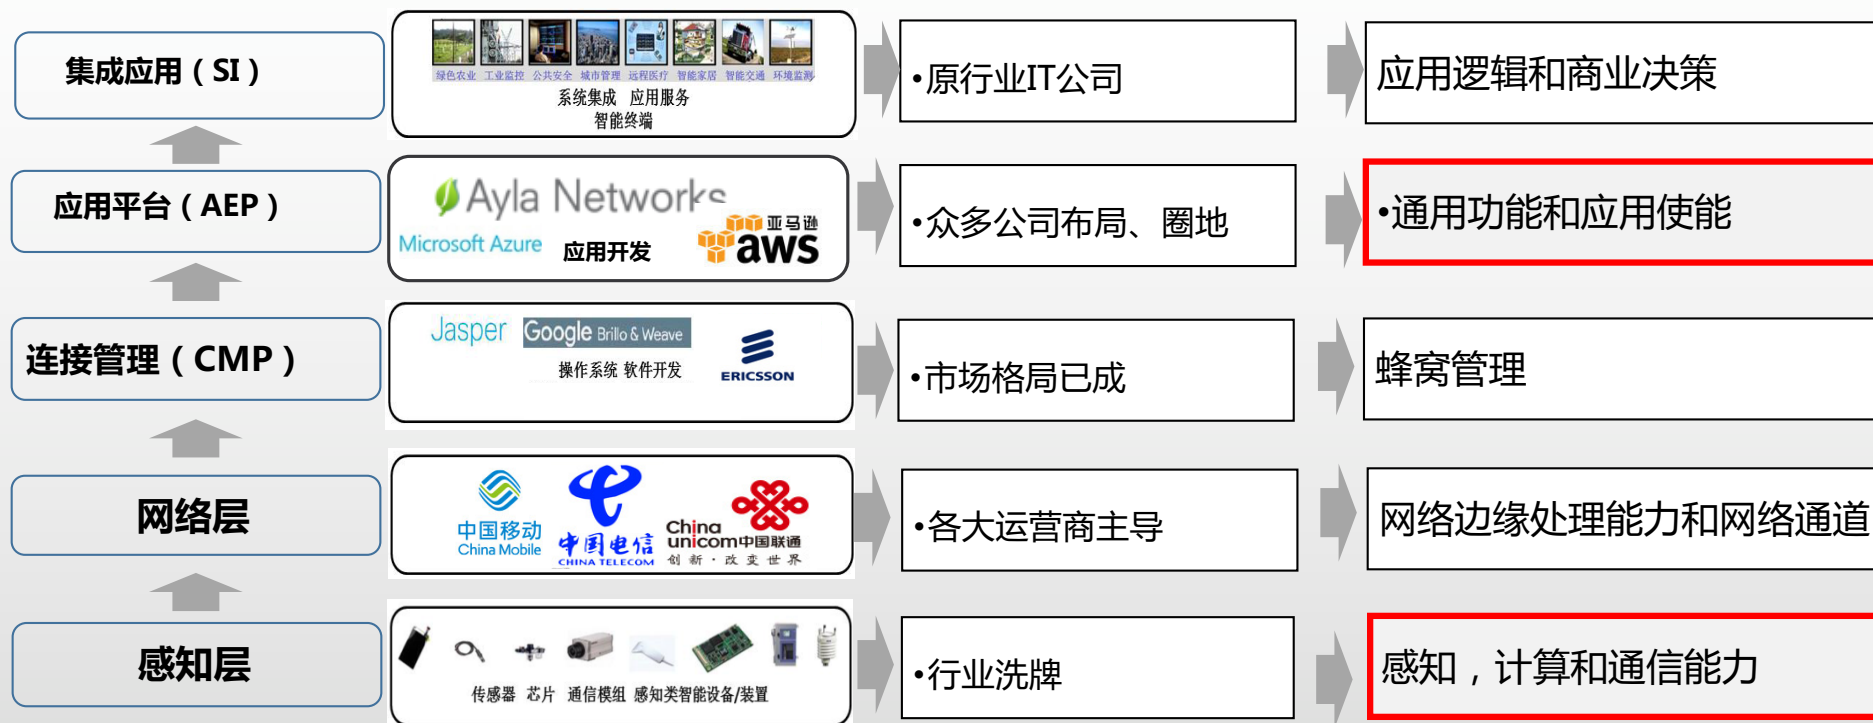 集成应用（SI）
绿色农业 工业监控 公共安全 城市管理 远程医疗 智能家居 智能交通 环境监测
系统集成 应用服务
智能终端
•原行业IT公司
应用逻辑和商业决策
应用平台（AEP）
Ayla Networks
Microsoft Azure
应用开发
亚马逊
aws
•众多公司布局、圈地
•通用功能和应用使能
连接管理（CMP）
Jasper
Google Brillo & Weave
操作系统 软件开发
ERICSSON
•市场格局已成
蜂窝管理
网络层
中国移动
China Mobile
中国电信
CHINA TELECOM
China
unicom中国联通
创新·改变世界
•各大运营商主导
网络边缘处理能力和网络通道
感知层
传感器 芯片 通信模组 感知类智能设备/装置
•行业洗牌
感知，计算和通信能力